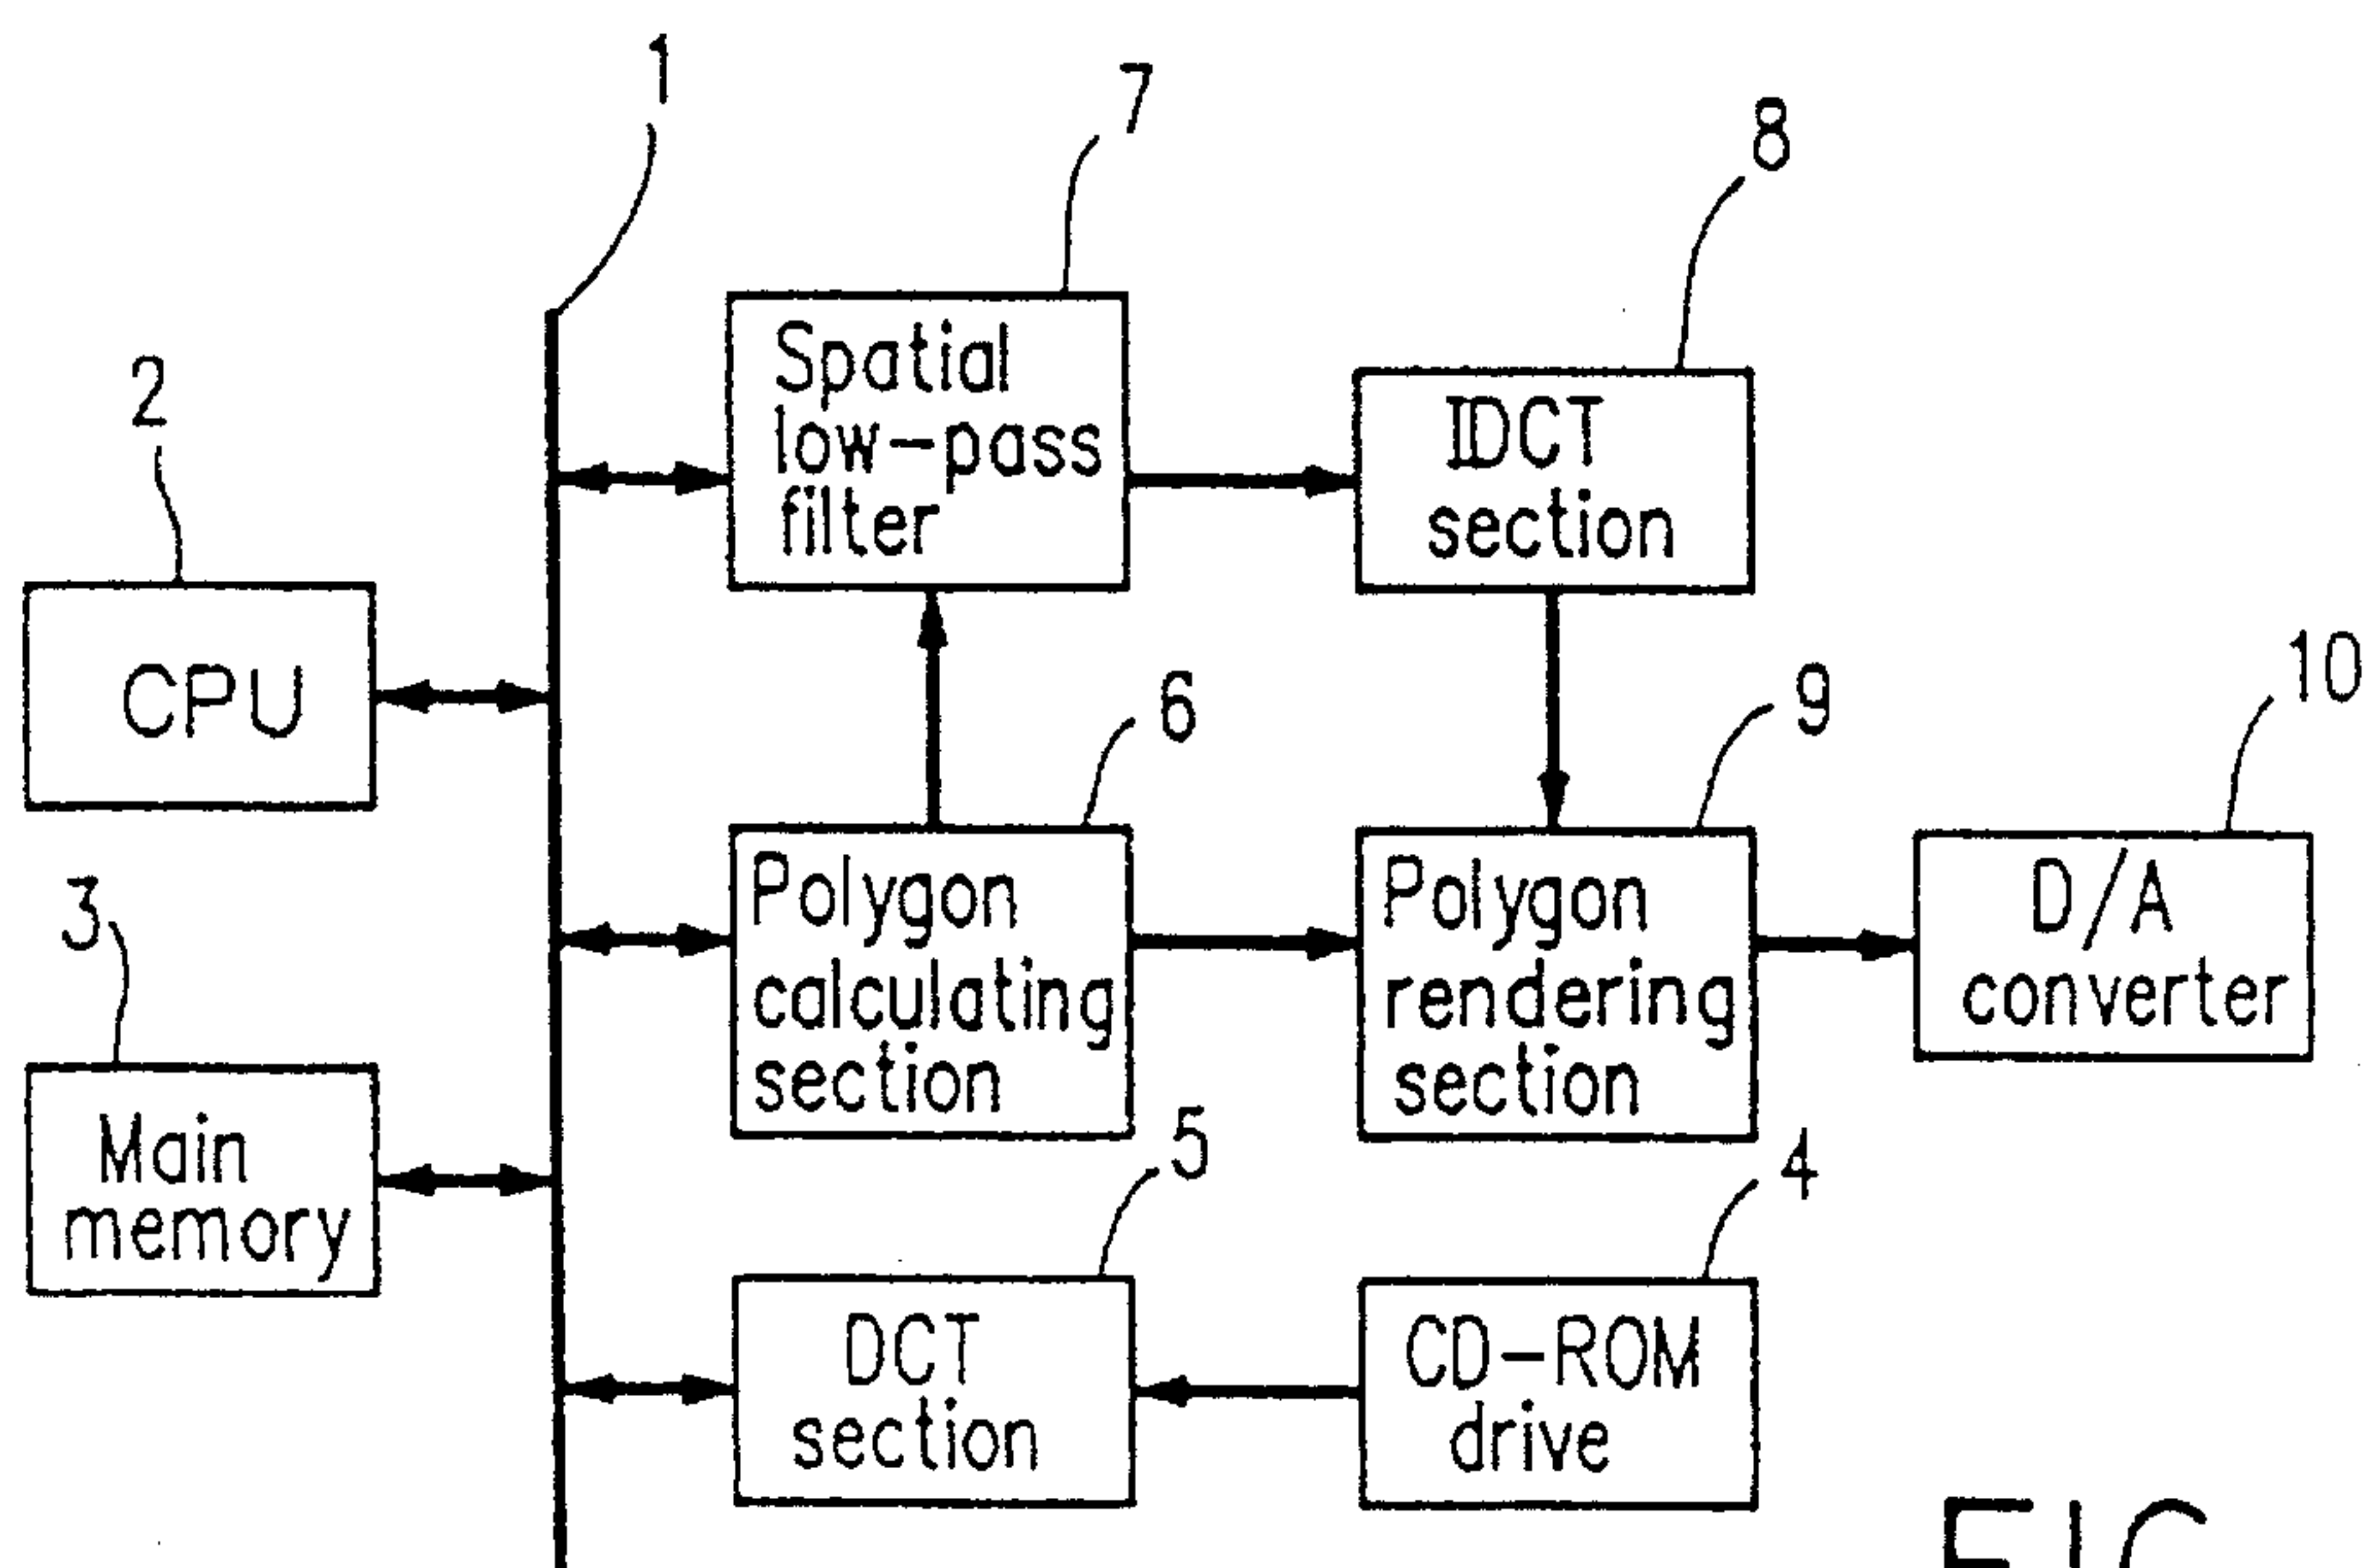 1
7
8
2
Spatial
low-pass
filter
IDCT
section
CPU
6
9
10
3
Polygon
calculating
section
Polygon
rendering
section
D/A
converter
Main
memory
5
4
DCT
section
CD-ROM
drive